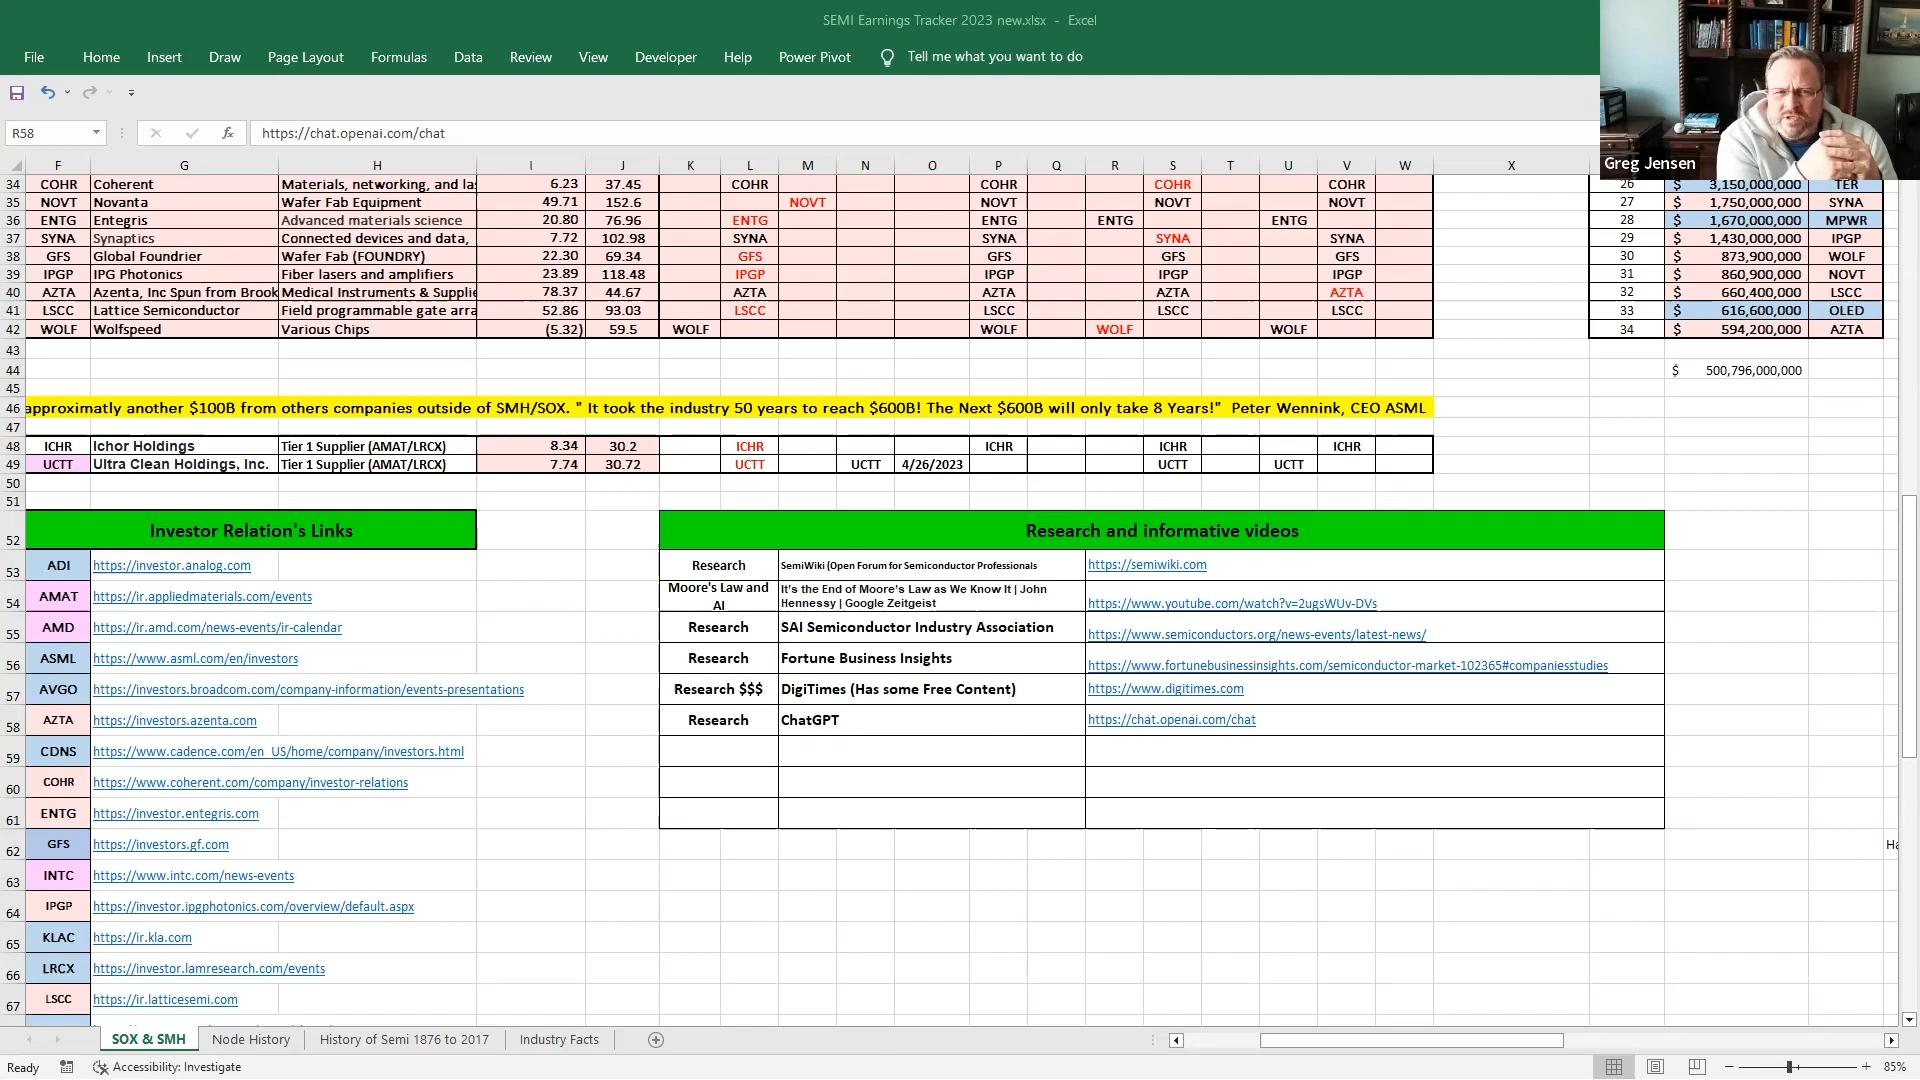 SEMI Earnings Tracker 2023 new.xlsx - Excel
File Home Insert Draw Page Layout Formulas Data Review View Developer Help Power Pivot Tell me what you want to do
Greg Jensen
R58 fx https://chat.openai.com/chat
F G H I J K L M N O P Q R S T U V W X
34 COHR Coherent Materials, networking, and las 6.23 37.45 COHR COHR COHR COHR 26 $ 3,150,000,000 TER
35 NOVT Novanta Wafer Fab Equipment 49.71 152.6 NOVT NOVT NOVT NOVT 27 $ 1,750,000,000 SYNA
36 ENTG Entegris Advanced materials science 20.80 76.96 ENTG ENTG ENTG ENTG 28 $ 1,670,000,000 MPWR
37 SYNA Synaptics Connected devices and data, 7.72 102.98 SYNA SYNA SYNA SYNA 29 $ 1,430,000,000 IPGP
38 GFS Global Foundrier Wafer Fab (FOUNDRY) 22.30 69.34 GFS GFS GFS GFS 30 $ 873,900,000 WOLF
39 IPGP IPG Photonics Fiber lasers and amplifiers 23.89 118.48 IPGP IPGP IPGP IPGP 31 $ 860,900,000 NOVT
40 AZTA Azenta, Inc Spun from Brook Medical Instruments & Supplie 78.37 44.67 AZTA AZTA AZTA AZTA 32 $ 660,400,000 LSCC
41 LSCC Lattice Semiconductor Field programmable gate arra 52.86 93.03 LSCC LSCC LSCC LSCC 33 $ 616,600,000 OLED
42 WOLF Wolfspeed Various Chips (5.32) 59.5 WOLF WOLF WOLF WOLF 34 $ 594,200,000 AZTA
43
44 $ 500,796,000,000
45
46 approximatly another $100B from others companies outside of SMH/SOX. " It took the industry 50 years to reach $600B! The Next $600B will only take 8 Years!" Peter Wennink, CEO ASML
47
48 ICHR Ichor Holdings Tier 1 Supplier (AMAT/LRCX) 8.34 30.2 ICHR ICHR ICHR ICHR
49 UCTT Ultra Clean Holdings, Inc. Tier 1 Supplier (AMAT/LRCX) 7.74 30.72 UCTT UCTT 4/26/2023 UCTT UCTT
50
51
52 Investor Relation's Links Research and informative videos
53 ADI https://investor.analog.com Research SemiWiki (Open Forum for Semiconductor Professionals https://semiwiki.com
54 AMAT https://ir.appliedmaterials.com/events Moore's Law and AI It's the End of Moore's Law as We Know It | John Hennessy | Google Zeitgeist https://www.youtube.com/watch?v=2ugsWUv-DVs
55 AMD https://ir.amd.com/news-events/ir-calendar Research SAI Semiconductor Industry Association https://www.semiconductors.org/news-events/latest-news/
56 ASML https://www.asml.com/en/investors Research Fortune Business Insights https://www.fortunebusinessinsights.com/semiconductor-market-102365#companiesstudies
57 AVGO https://investors.broadcom.com/company-information/events-presentations Research $$$ DigiTimes (Has some Free Content) https://www.digitimes.com
58 AZTA https://investors.azenta.com Research ChatGPT https://chat.openai.com/chat
59 CDNS https://www.cadence.com/en_US/home/company/investors.html
60 COHR https://www.coherent.com/company/investor-relations
61 ENTG https://investor.entegris.com
62 GFS https://investors.gf.com Ha
63 INTC https://www.intc.com/news-events
64 IPGP https://investor.ipgphotonics.com/overview/default.aspx
65 KLAC https://ir.kla.com
66 LRCX https://investor.lamresearch.com/events
67 LSCC https://ir.latticesemi.com
SOX & SMH Node History History of Semi 1876 to 2017 Industry Facts
Ready Accessibility: Investigate 85%